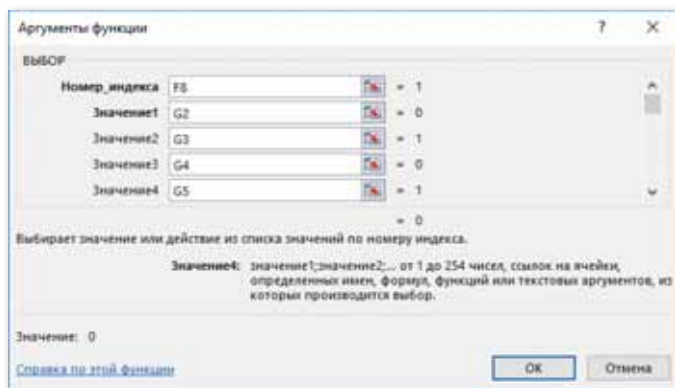 Аргументы функции ? ×
ВЫБОР
Номер_индекса F8 = 1
Значение1 G2 = 0
Значение2 G3 = 1
Значение3 G4 = 0
Значение4 G5 = 1
= 0
Выбирает значение или действие из списка значений по номеру индекса.
Значение4: значение1;значение2;... от 1 до 254 чисел, ссылок на ячейки,
определенных имен, формул, функций или текстовых аргументов, из
которых производится выбор.
Значение: 0
Справка по этой функции
ОК Отмена